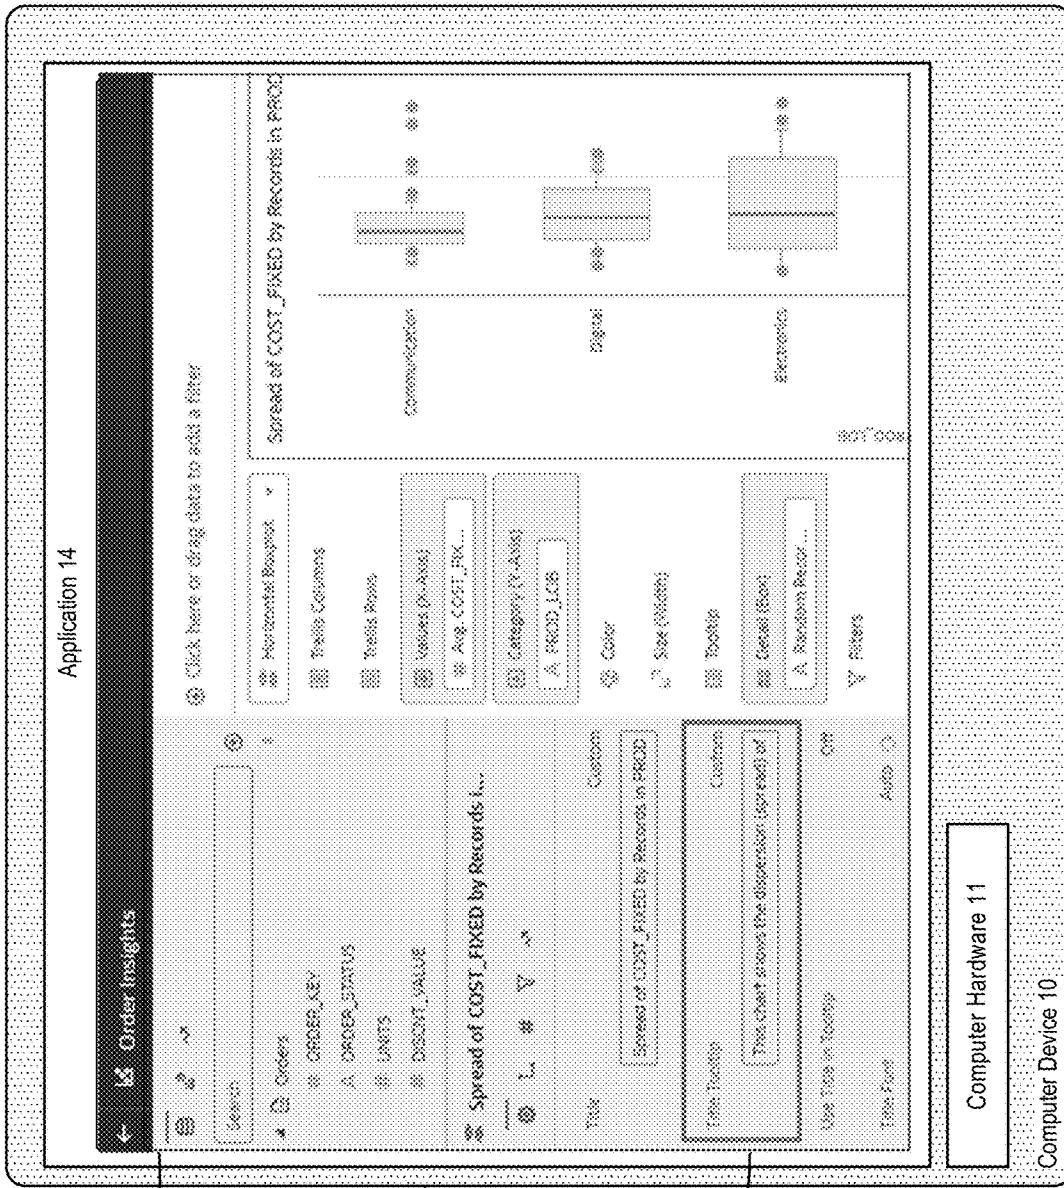 Application 14
Order Insights
Click here or drag data to add a filter
Search
Orders
# ORDER_KEY
A ORDER_STATUS
# UNITS
# DISCNT_VALUE
Spread of COST_FIXED by Records i...
#
Title
Custom
Spread of COST_FIXED by Records in PROD
Title Tooltip
Custom
This chart shows the dispersion (spread) of
Use Title in Tooltip
Off
Title Font
Auto
Horizontal Boxplot
Trellis Columns
Trellis Rows
Values (X-Axis)
Avg. COST_FIX...
Category (Y-Axis)
A PROD_LOB
Color
Size (Width)
Tooltip
Detail (Box)
A Random Recor...
Filters
Spread of COST_FIXED by Records in PROD
Communication
Digital
Electronics
Computer Hardware 11
Computer Device 10